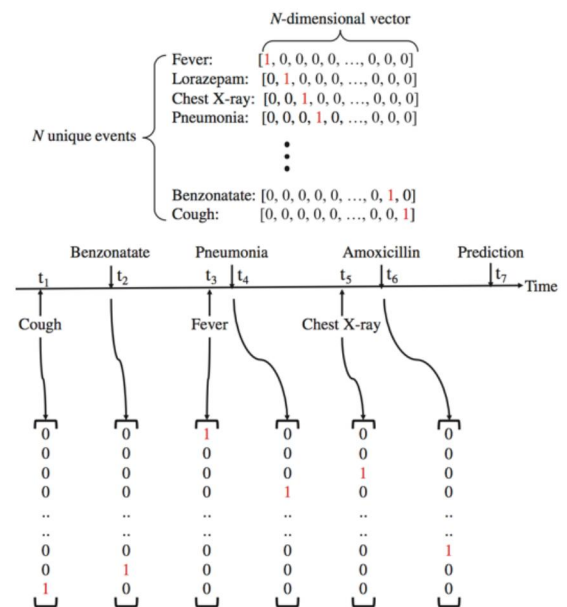 N-dimensional vector
Fever: [1, 0, 0, 0, 0, ..., 0, 0, 0]
Lorazepam: [0, 1, 0, 0, 0, ..., 0, 0, 0]
Chest X-ray: [0, 0, 1, 0, 0, ..., 0, 0, 0]
Pneumonia: [0, 0, 0, 1, 0, ..., 0, 0, 0]
N unique events
Benzonatate: [0, 0, 0, 0, 0, ..., 0, 1, 0]
Cough: [0, 0, 0, 0, 0, ..., 0, 0, 1]
Benzonatate Pneumonia Amoxicillin Prediction
t1 t2 t3 t4 t5 t6 t7
Time
Cough Fever Chest X-ray
0 0 1 0 0 0
0 0 0 0 0 0
0 0 0 0 1 0
0 0 0 1 0 0
.. .. .. .. .. ..
.. .. .. .. .. ..
0 0 0 0 0 1
0 1 0 0 0 0
1 0 0 0 0 0